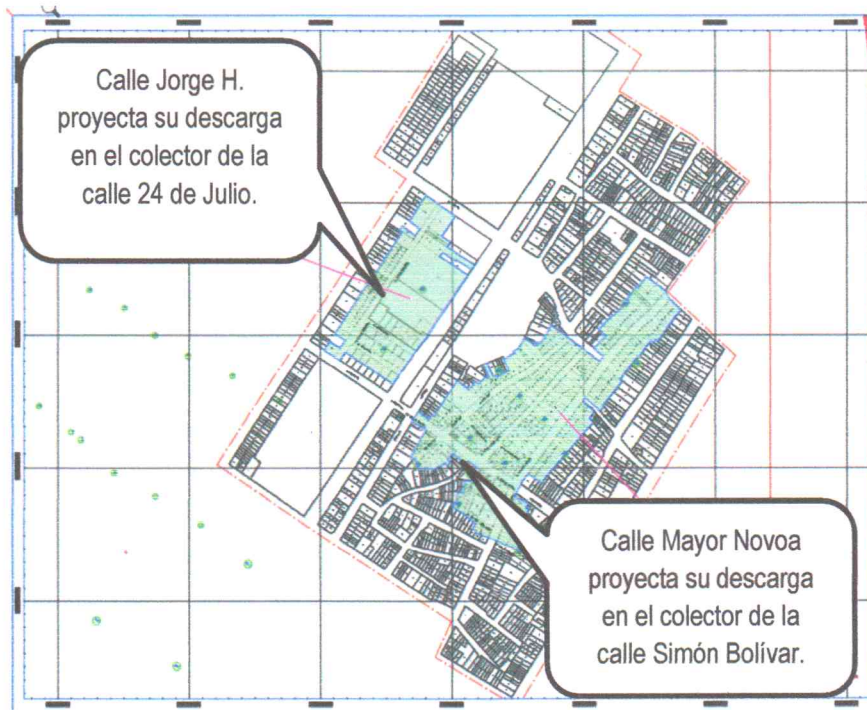 Calle Jorge H.
proyecta su descarga
en el colector de la
calle 24 de Julio.
Calle Mayor Novoa
proyecta su descarga
en el colector de la
calle Simón Bolívar.